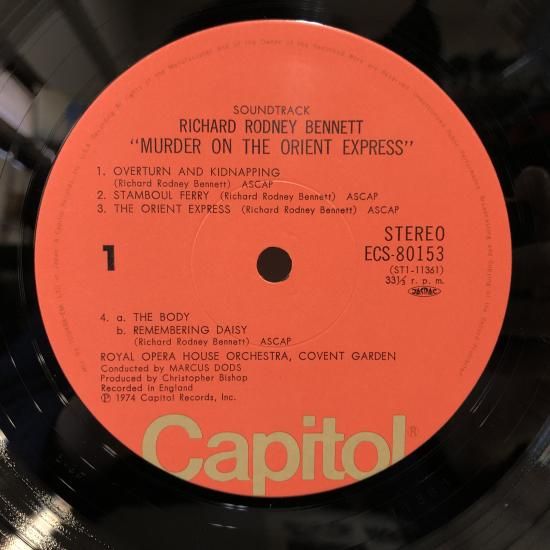 SOUNDTRACK
RICHARD RODNEY BENNETT
"MURDER ON THE ORIENT EXPRESS"
1. OVERTURN AND KIDNAPPING
(Richard Rodney Bennett) ASCAP
2. STAMBOUL FERRY (Richard Rodney Bennett) ASCAP
3. THE ORIENT EXPRESS (Richard Rodney Bennett) ASCAP
1
STEREO
ECS-80153
(ST1-11361)
33⅓ r. p. m.
JASRAC
4. a. THE BODY
b. REMEMBERING DAISY
(Richard Rodney Bennett) ASCAP
ROYAL OPERA HOUSE ORCHESTRA, COVENT GARDEN
Conducted by MARCUS DODS
Produced by Christopher Bishop
Recorded in England
℗ 1974 Capitol Records, Inc.
Capitol®